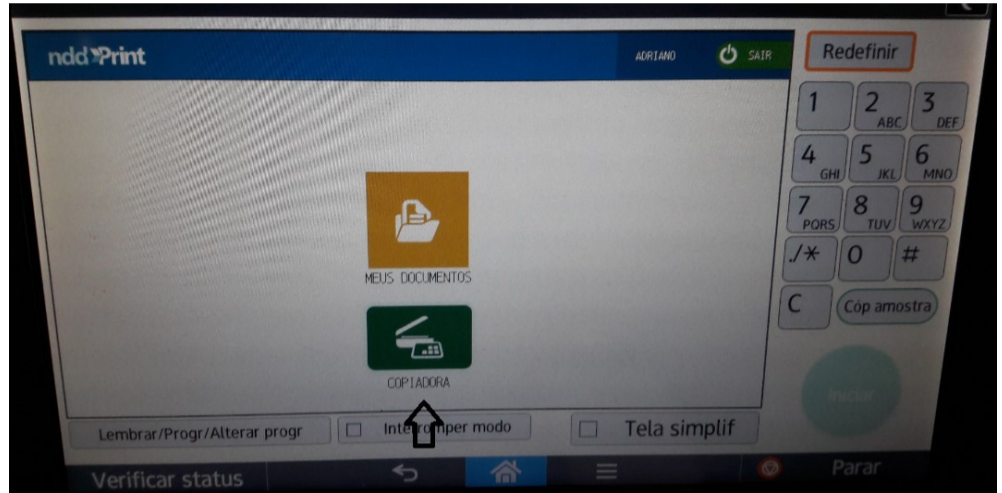 ndd Print
ADRIANO
SAIR
Redefinir
1
2 ABC
3 DEF
4 GHI
5 JKL
6 MNO
7 PQRS
8 TUV
9 WXYZ
./*
0
#
C
Cóp amostra
Iniciar
MEUS DOCUMENTOS
COPIADORA
Lembrar/Progr/Alterar progr
Interromper modo
Tela simplif
Verificar status
Parar